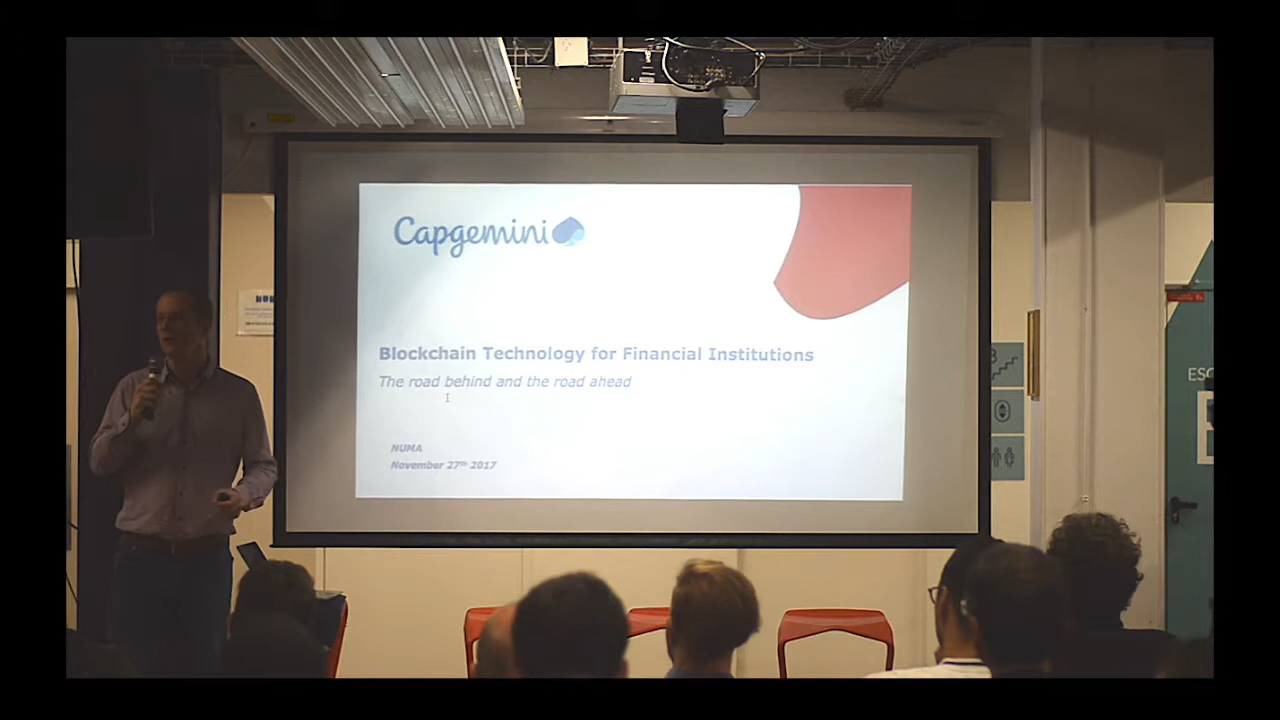 Capgemini
Blockchain Technology for Financial Institutions
The road behind and the road ahead
NUMA
November 27th 2017
ESC